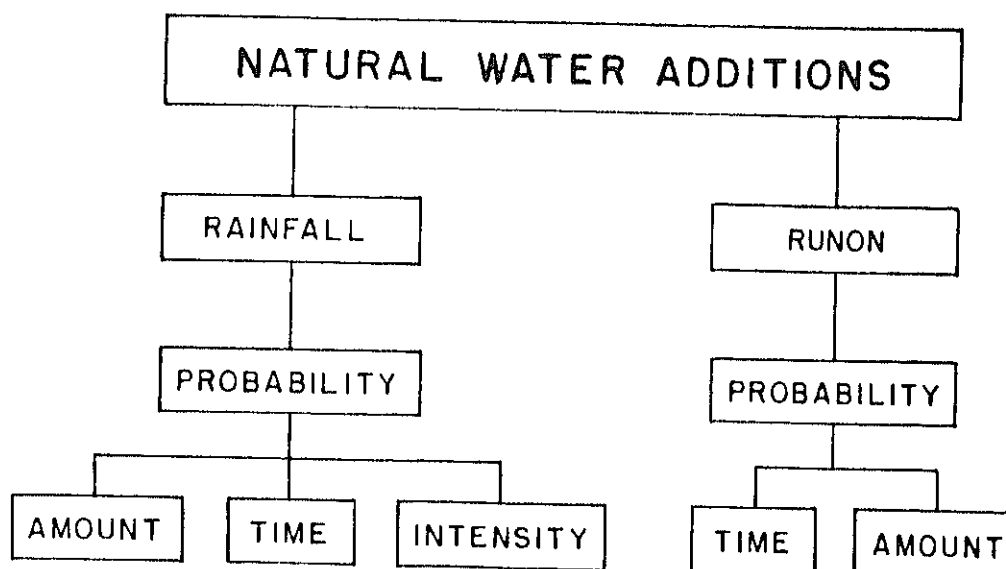 NATURAL WATER ADDITIONS
RAINFALL
RUNON
PROBABILITY
PROBABILITY
AMOUNT
TIME
INTENSITY
TIME
AMOUNT